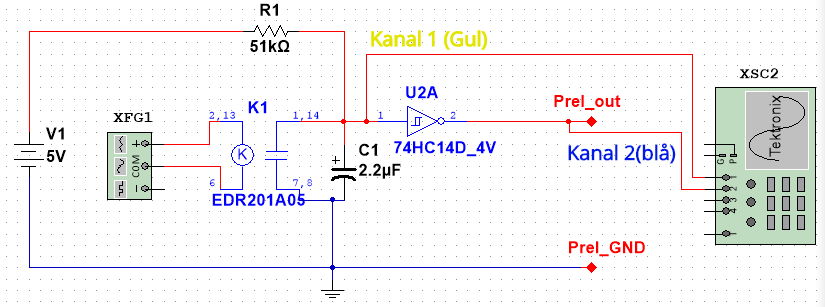 R1
51kΩ
Kanal 1 (Gul)
XSC2
V1
5V
XFG1
+
COM
−
2,13
K1
1,14
K
6
7,8
EDR201A05
+
C1
2.2µF
U2A
1
2
74HC14D_4V
Prel_out
Kanal 2(blå)
Prel_GND
Tektronix
G
P
1
2
3
4